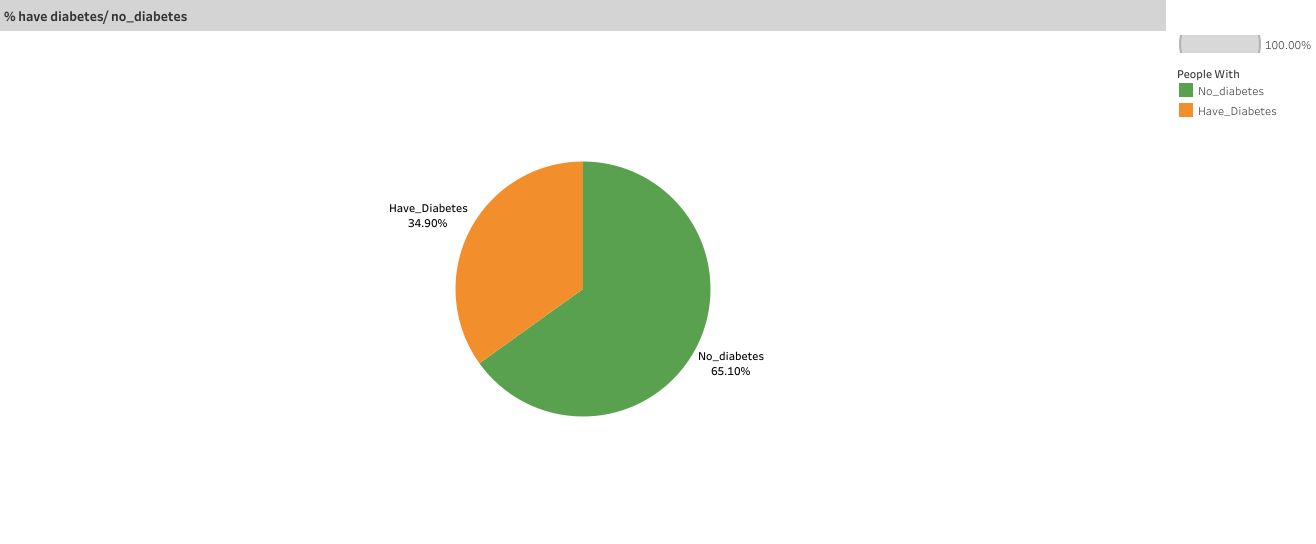 % have diabetes/ no_diabetes
100.00%
People With
No_diabetes
Have_Diabetes
Have_Diabetes
34.90%
No_diabetes
65.10%